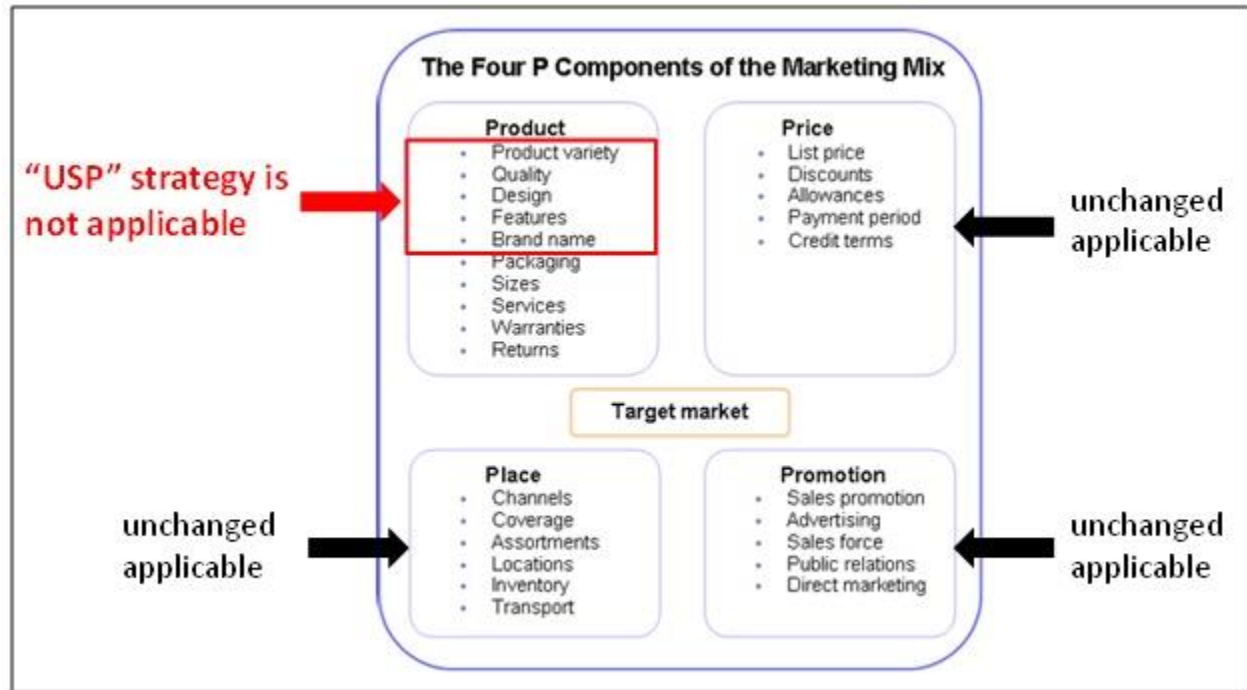 The Four P Components of the Marketing Mix
"USP" strategy is
not applicable
Product
• Product variety
• Quality
• Design
• Features
• Brand name
• Packaging
• Sizes
• Services
• Warranties
• Returns
Price
• List price
• Discounts
• Allowances
• Payment period
• Credit terms
unchanged
applicable
Target market
unchanged
applicable
Place
• Channels
• Coverage
• Assortments
• Locations
• Inventory
• Transport
Promotion
• Sales promotion
• Advertising
• Sales force
• Public relations
• Direct marketing
unchanged
applicable